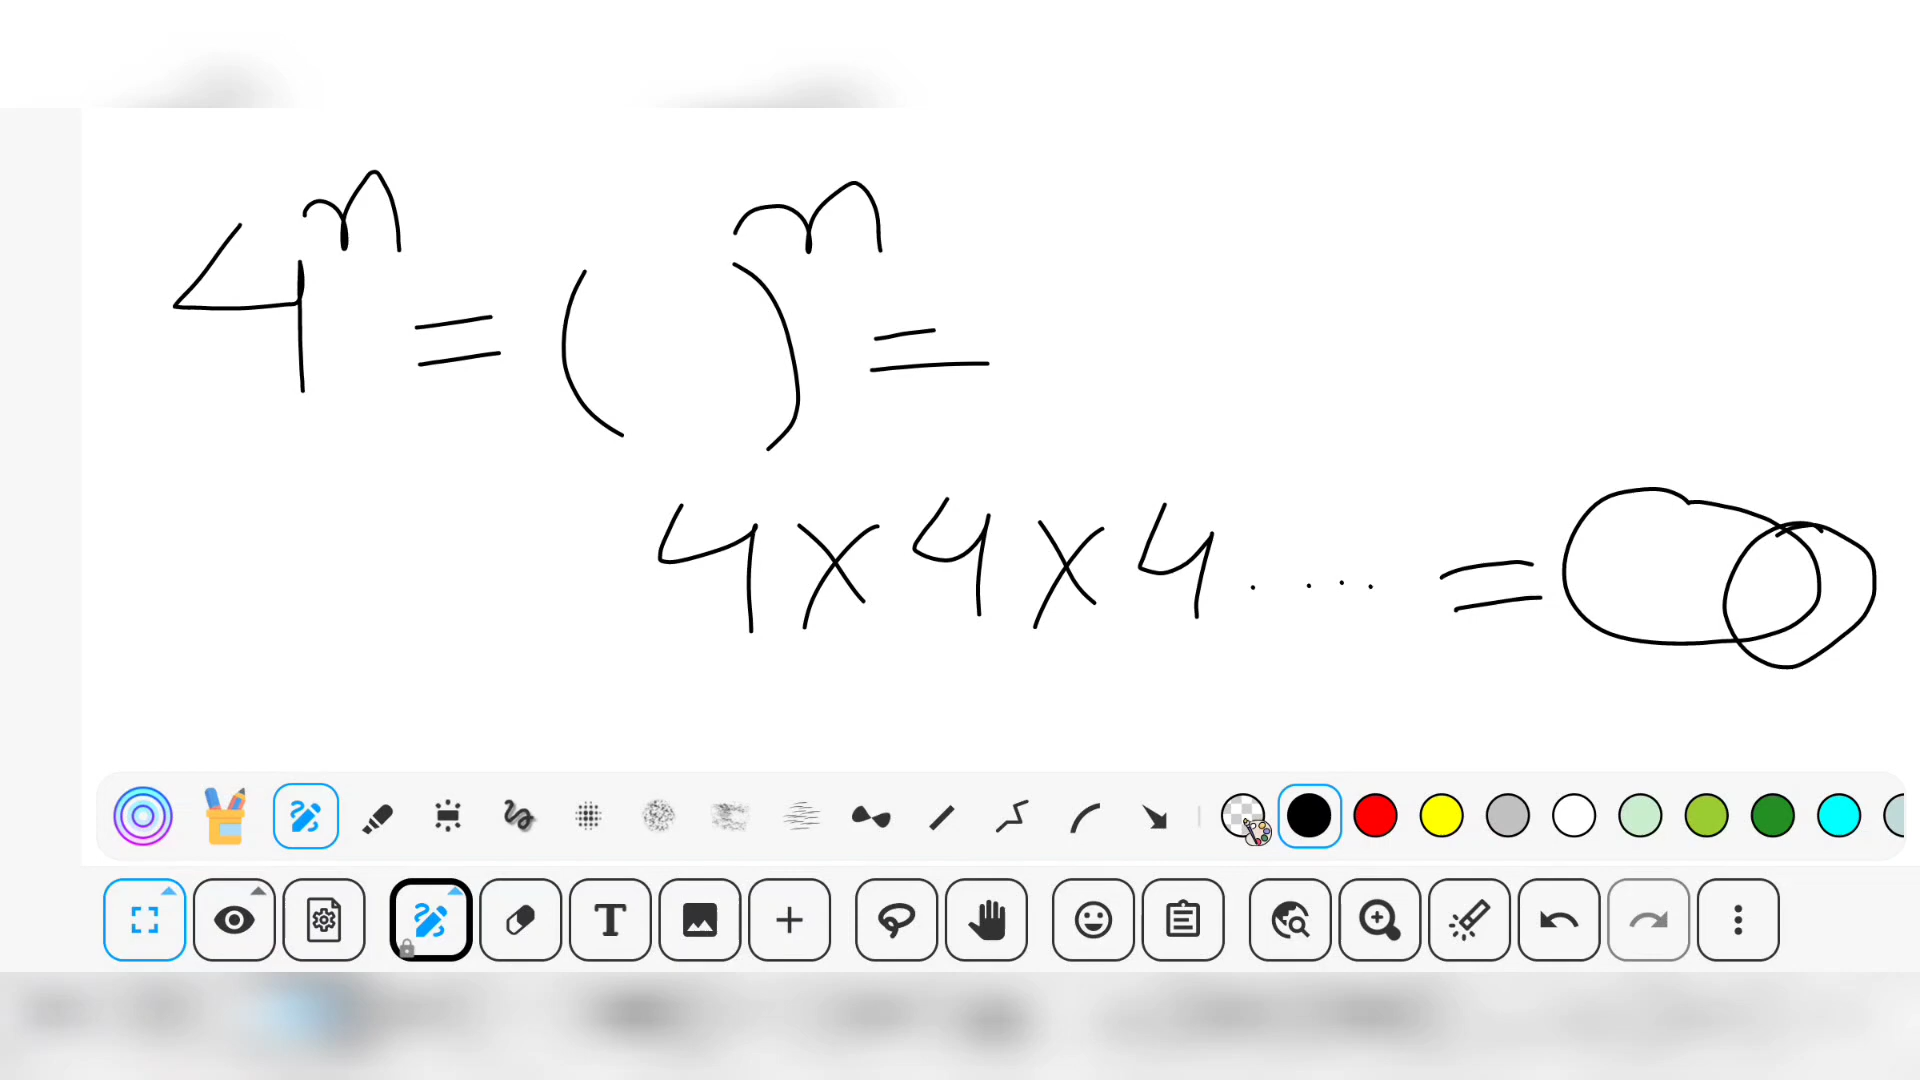 4ⁿ = ( )ⁿ =
4 × 4 × 4 .... =
T